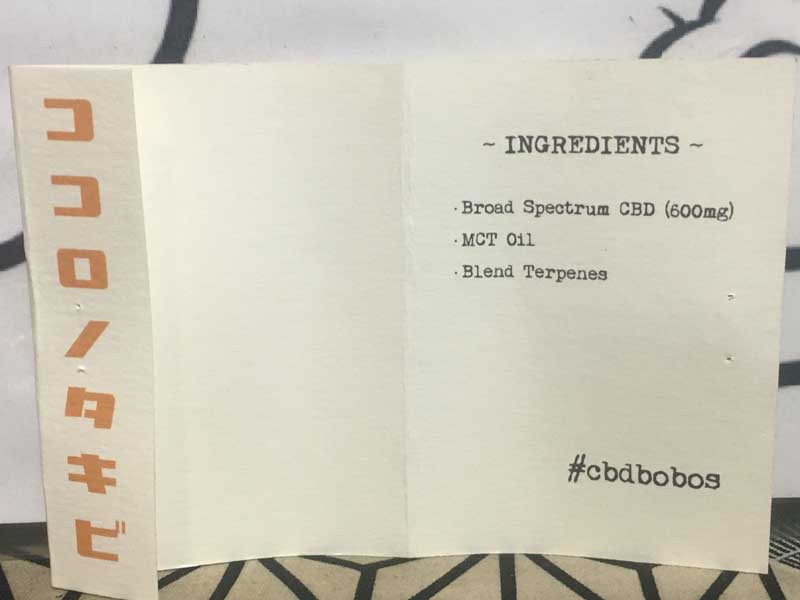 ココロノタキビ
~ INGREDIENTS ~
·Broad Spectrum CBD (600mg)
·MCT Oil
·Blend Terpenes
#cbdbobos